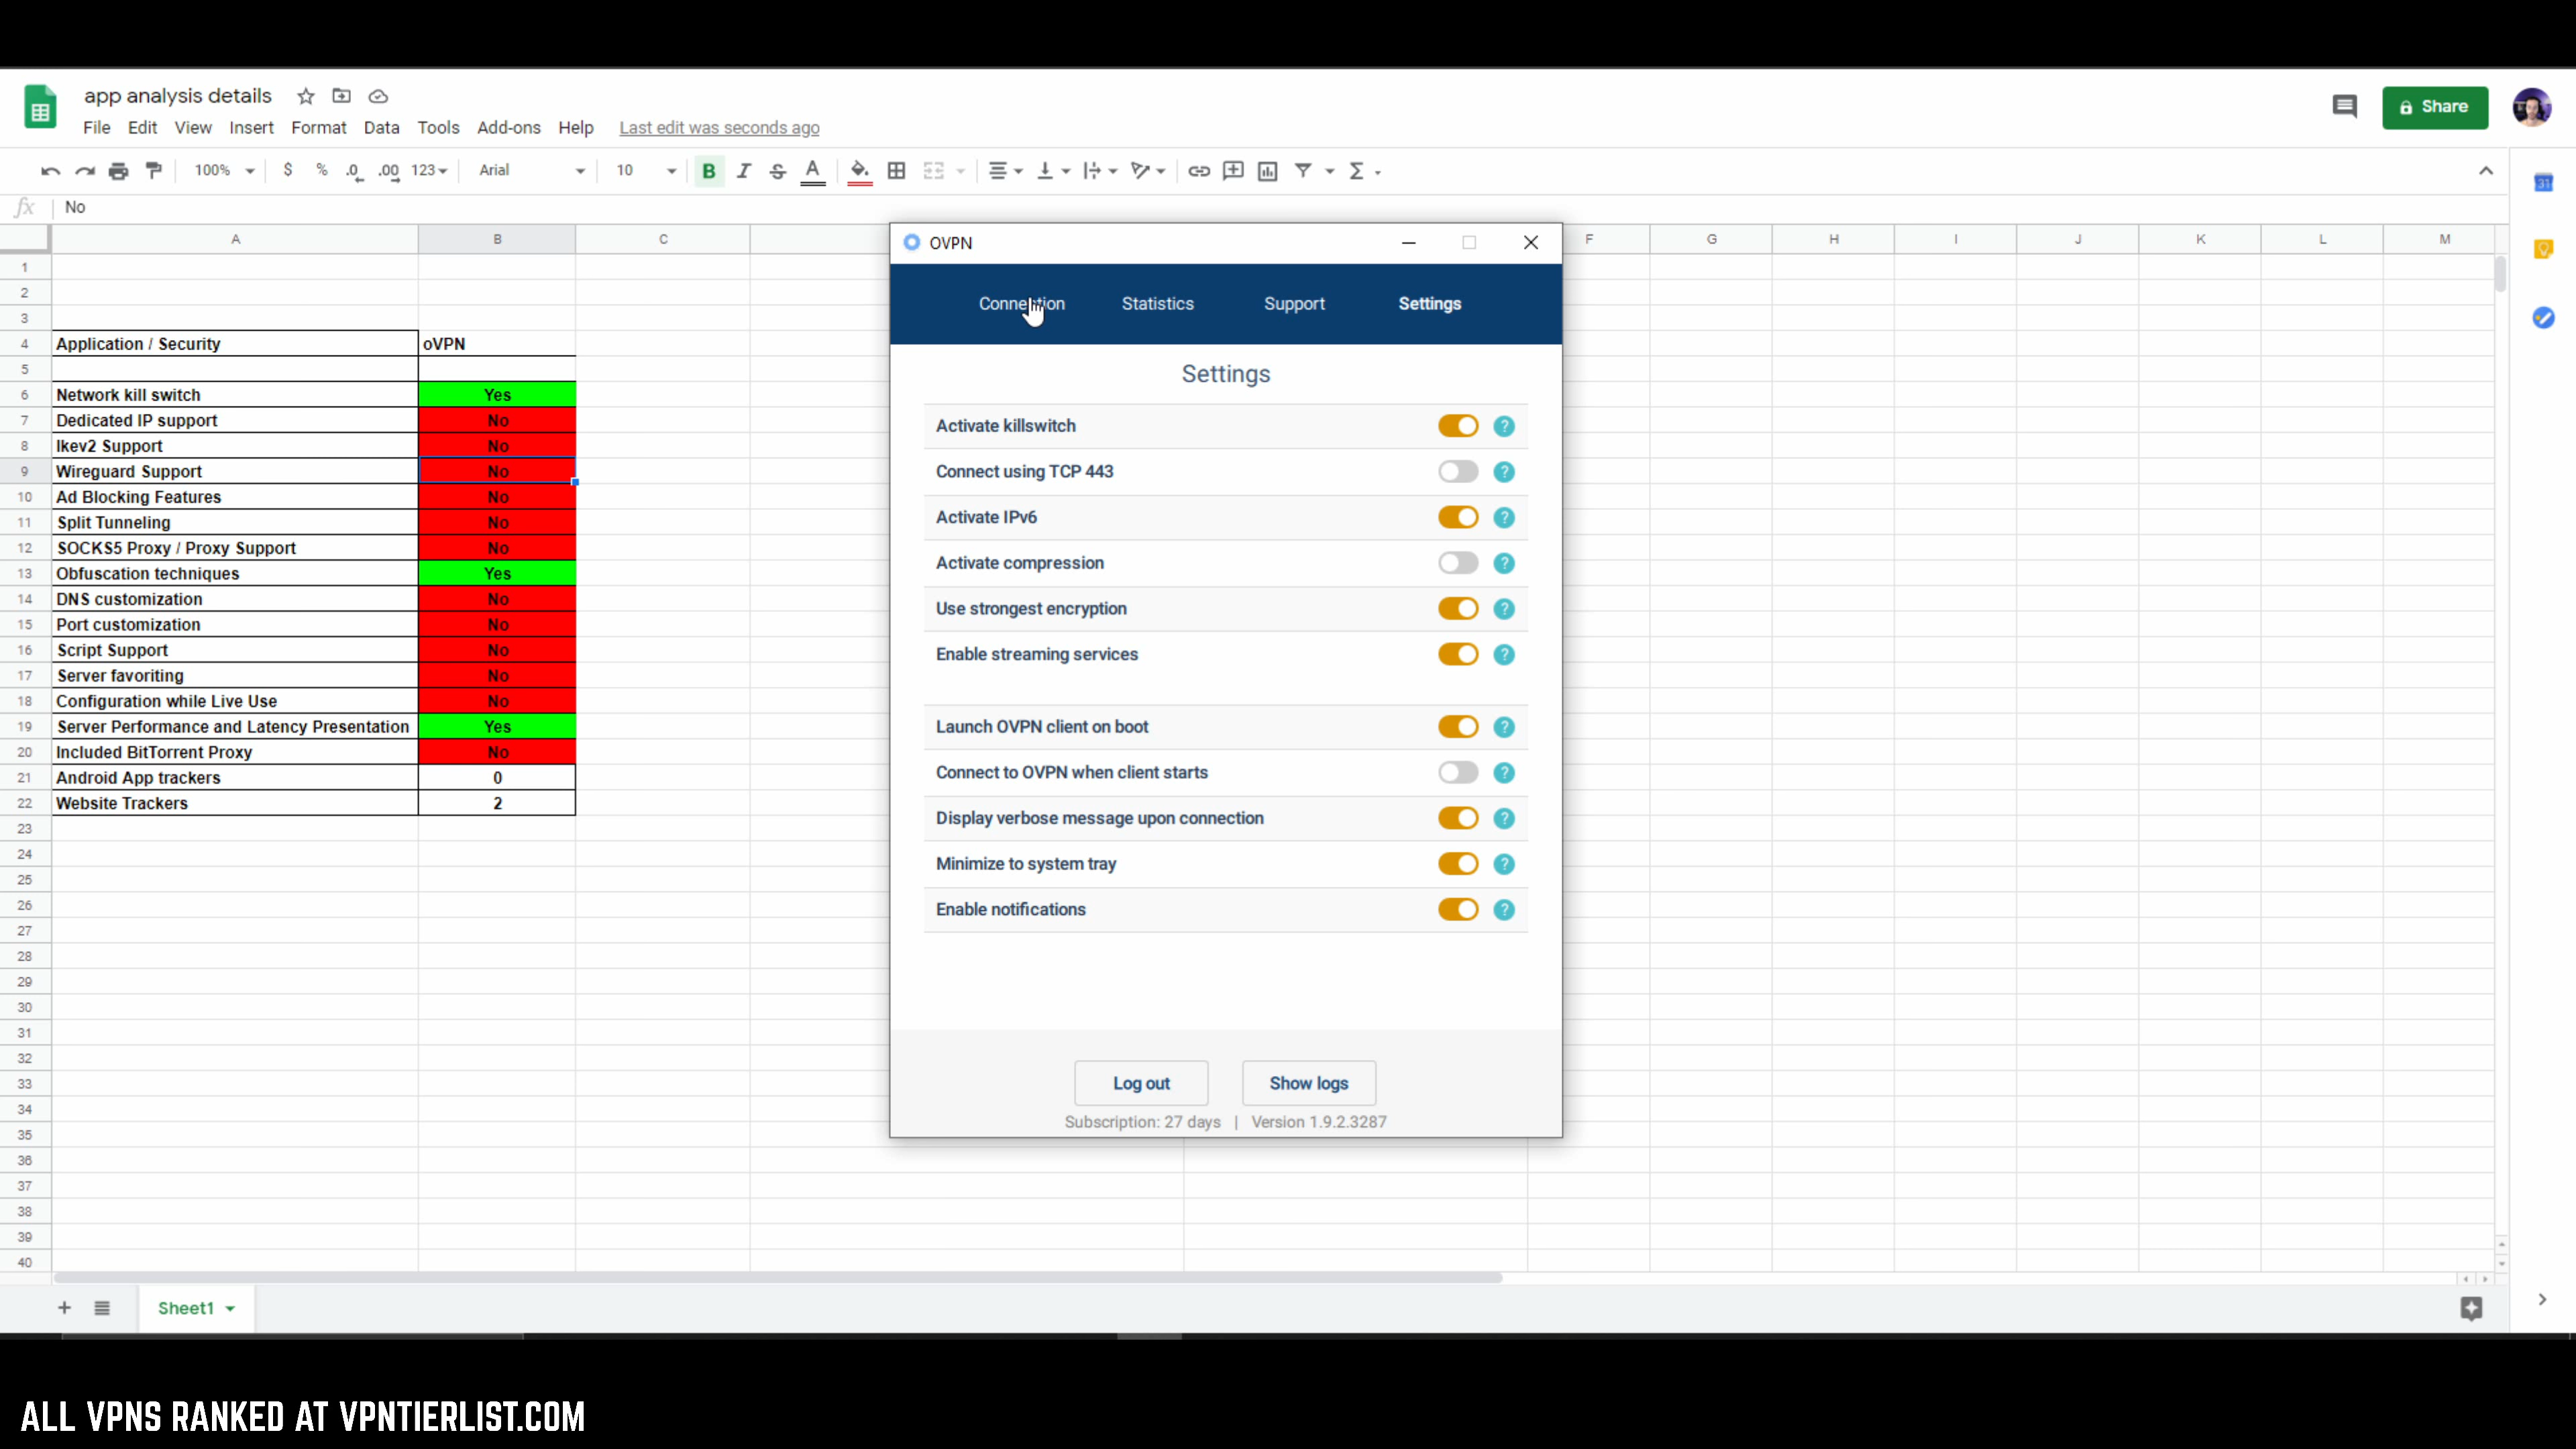 app analysis details
Share
File Edit View Insert Format Data Tools Add-ons Help Last edit was seconds ago
100% $ % .0 .00 123 Arial 10 B I S A Σ
31
fx No
A B C F G H I J K L M
1
2
3
4 Application / Security oVPN
5
6 Network kill switch Yes
7 Dedicated IP support No
8 Ikev2 Support No
9 Wireguard Support No
10 Ad Blocking Features No
11 Split Tunneling No
12 SOCKS5 Proxy / Proxy Support No
13 Obfuscation techniques Yes
14 DNS customization No
15 Port customization No
16 Script Support No
17 Server favoriting No
18 Configuration while Live Use No
19 Server Performance and Latency Presentation Yes
20 Included BitTorrent Proxy No
21 Android App trackers 0
22 Website Trackers 2
23
24
25
26
27
28
29
30
31
32
33
34
35
36
37
38
39
40
OVPN
Connection Statistics Support Settings
Settings
Activate killswitch ?
Connect using TCP 443 ?
Activate IPv6 ?
Activate compression ?
Use strongest encryption ?
Enable streaming services ?
Launch OVPN client on boot ?
Connect to OVPN when client starts ?
Display verbose message upon connection ?
Minimize to system tray ?
Enable notifications ?
Log out Show logs
Subscription: 27 days | Version 1.9.2.3287
Sheet1
ALL VPNS RANKED AT VPNTIERLIST.COM